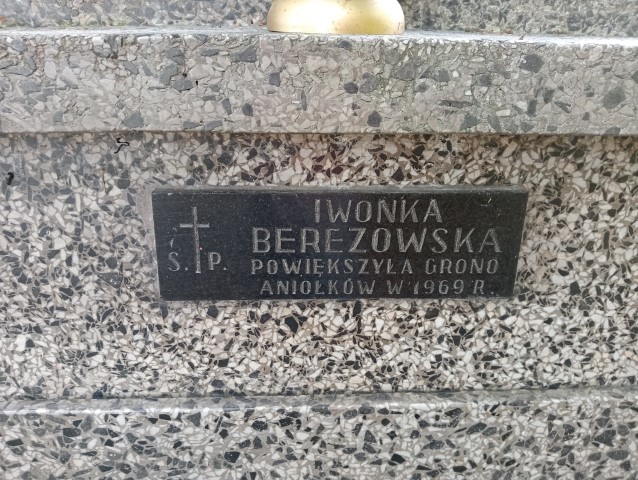 IWONKA
BEREZOWSKA
Ś. P.
POWIĘKSZYŁA GRONO
ANIOŁKÓW W 1969 R.